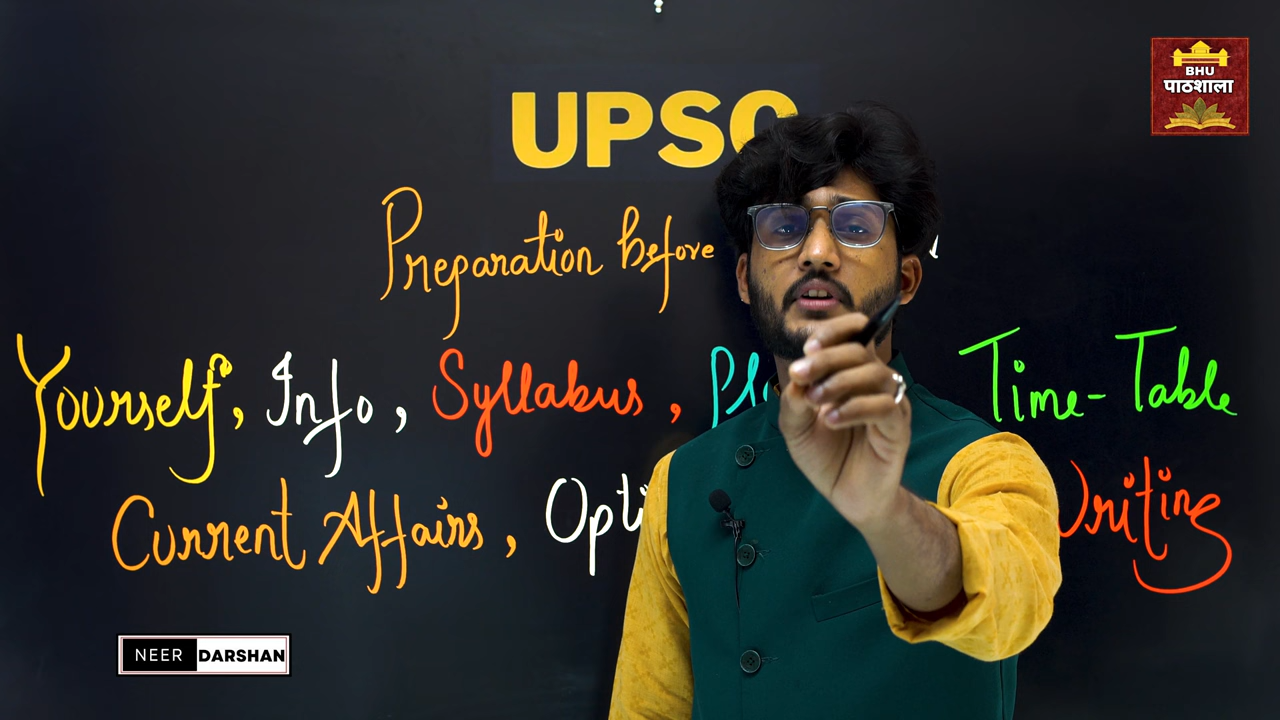 BHU
पाठशाला
UPSC
Preparation before
Yourself, Info, Syllabus, Time-Table
Current Affairs, Writing
NEER DARSHAN